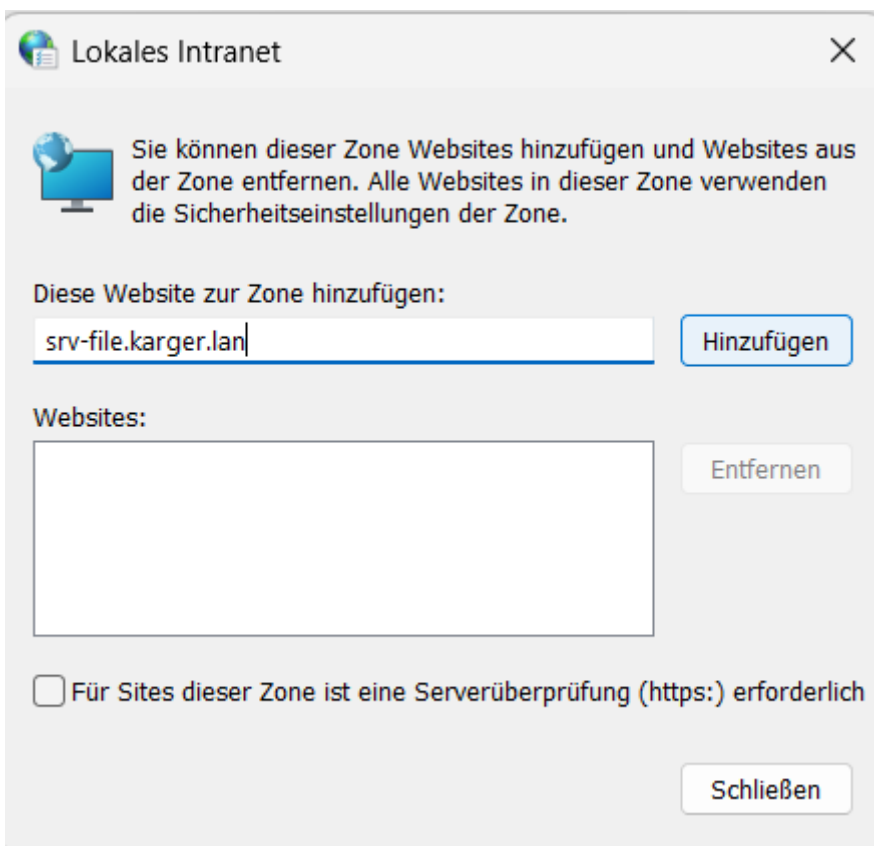 Lokales Intranet
Sie können dieser Zone Websites hinzufügen und Websites aus
der Zone entfernen. Alle Websites in dieser Zone verwenden
die Sicherheitseinstellungen der Zone.
Diese Website zur Zone hinzufügen:
srv-file.karger.lan
Hinzufügen
Websites:
Entfernen
Für Sites dieser Zone ist eine Serverüberprüfung (https:) erforderlich
Schließen